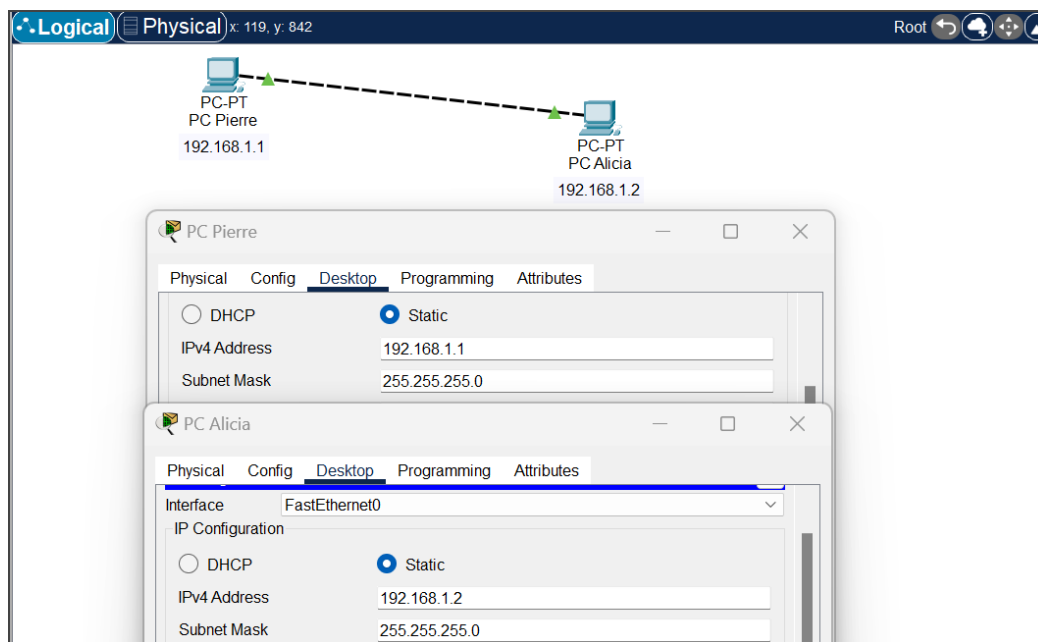 Logical Physical x: 119, y: 842 Root
PC-PT
PC Pierre
192.168.1.1
PC-PT
PC Alicia
192.168.1.2
PC Pierre
Physical Config Desktop Programming Attributes
DHCP Static
IPv4 Address 192.168.1.1
Subnet Mask 255.255.255.0
PC Alicia
Physical Config Desktop Programming Attributes
Interface FastEthernet0
IP Configuration
DHCP Static
IPv4 Address 192.168.1.2
Subnet Mask 255.255.255.0